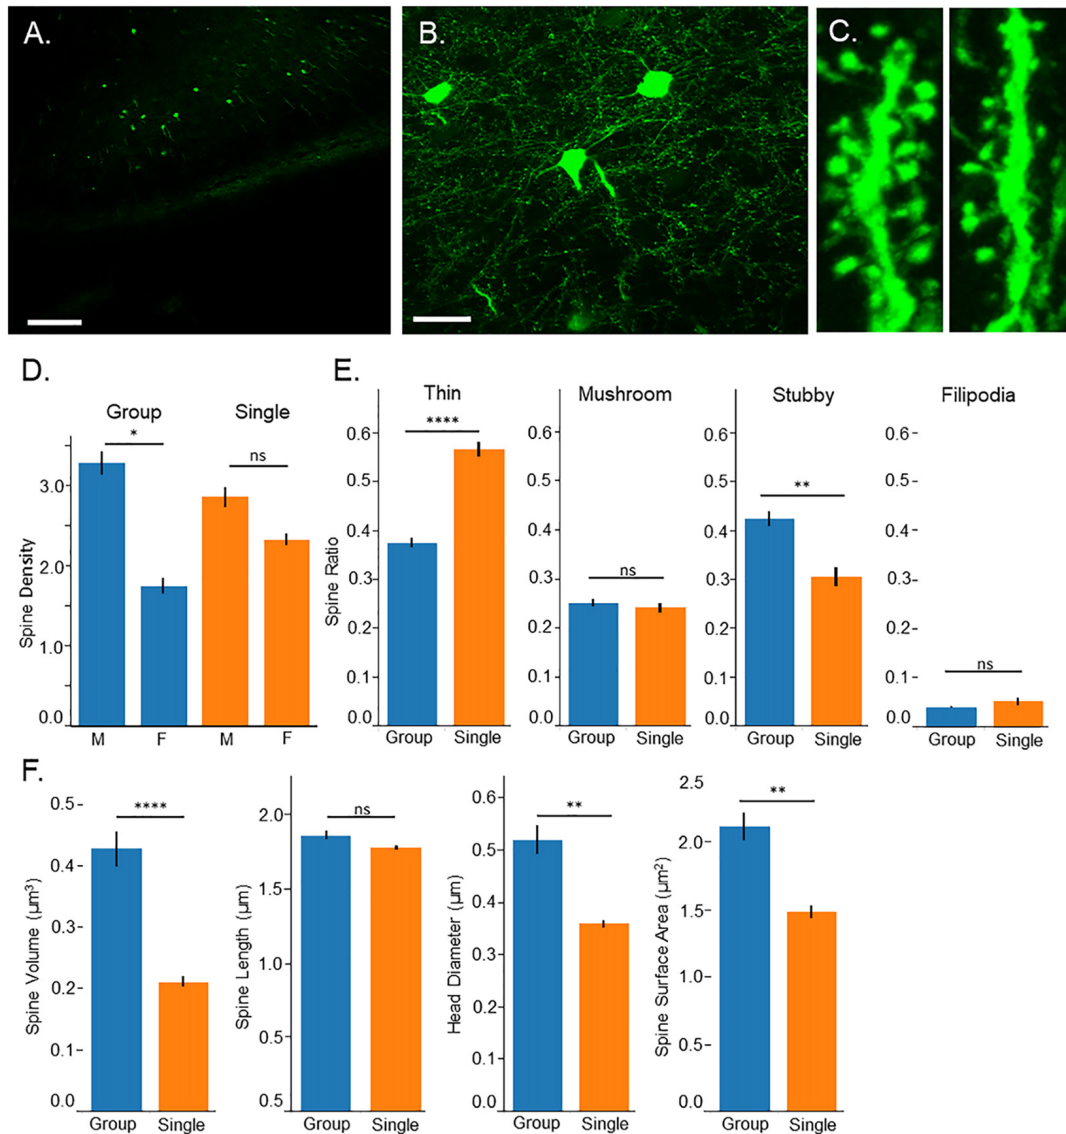 A.
B.
C.
D.
Group
Single
*
ns
Spine Density
3.0
2.0
1.0
0.0
M
F
M
F
E.
Thin
Mushroom
Stubby
Filipodia
Spine Ratio
0.6
0.5
0.4
0.3
0.2
0.1
0.0
****
Group
Single
0.6
0.5
0.4
0.3
0.2
0.1
0.0
ns
Group
Single
0.6
0.5
0.4
0.3
0.2
0.1
0.0
**
Group
Single
0.6
0.5
0.4
0.3
0.2
0.1
0.0
ns
Group
Single
F.
Spine Volume (µm³)
0.5
0.4
0.3
0.2
0.1
0.0
****
Group
Single
Spine Length (µm)
2.0
1.5
1.0
0.5
0.5
ns
Group
Single
Head Diameter (µm)
0.6
0.5
0.4
0.3
0.2
0.1
0.0
**
Group
Single
Spine Surface Area (µm²)
2.5
2.0
1.5
2.0
0.5
0.0
**
Group
Single